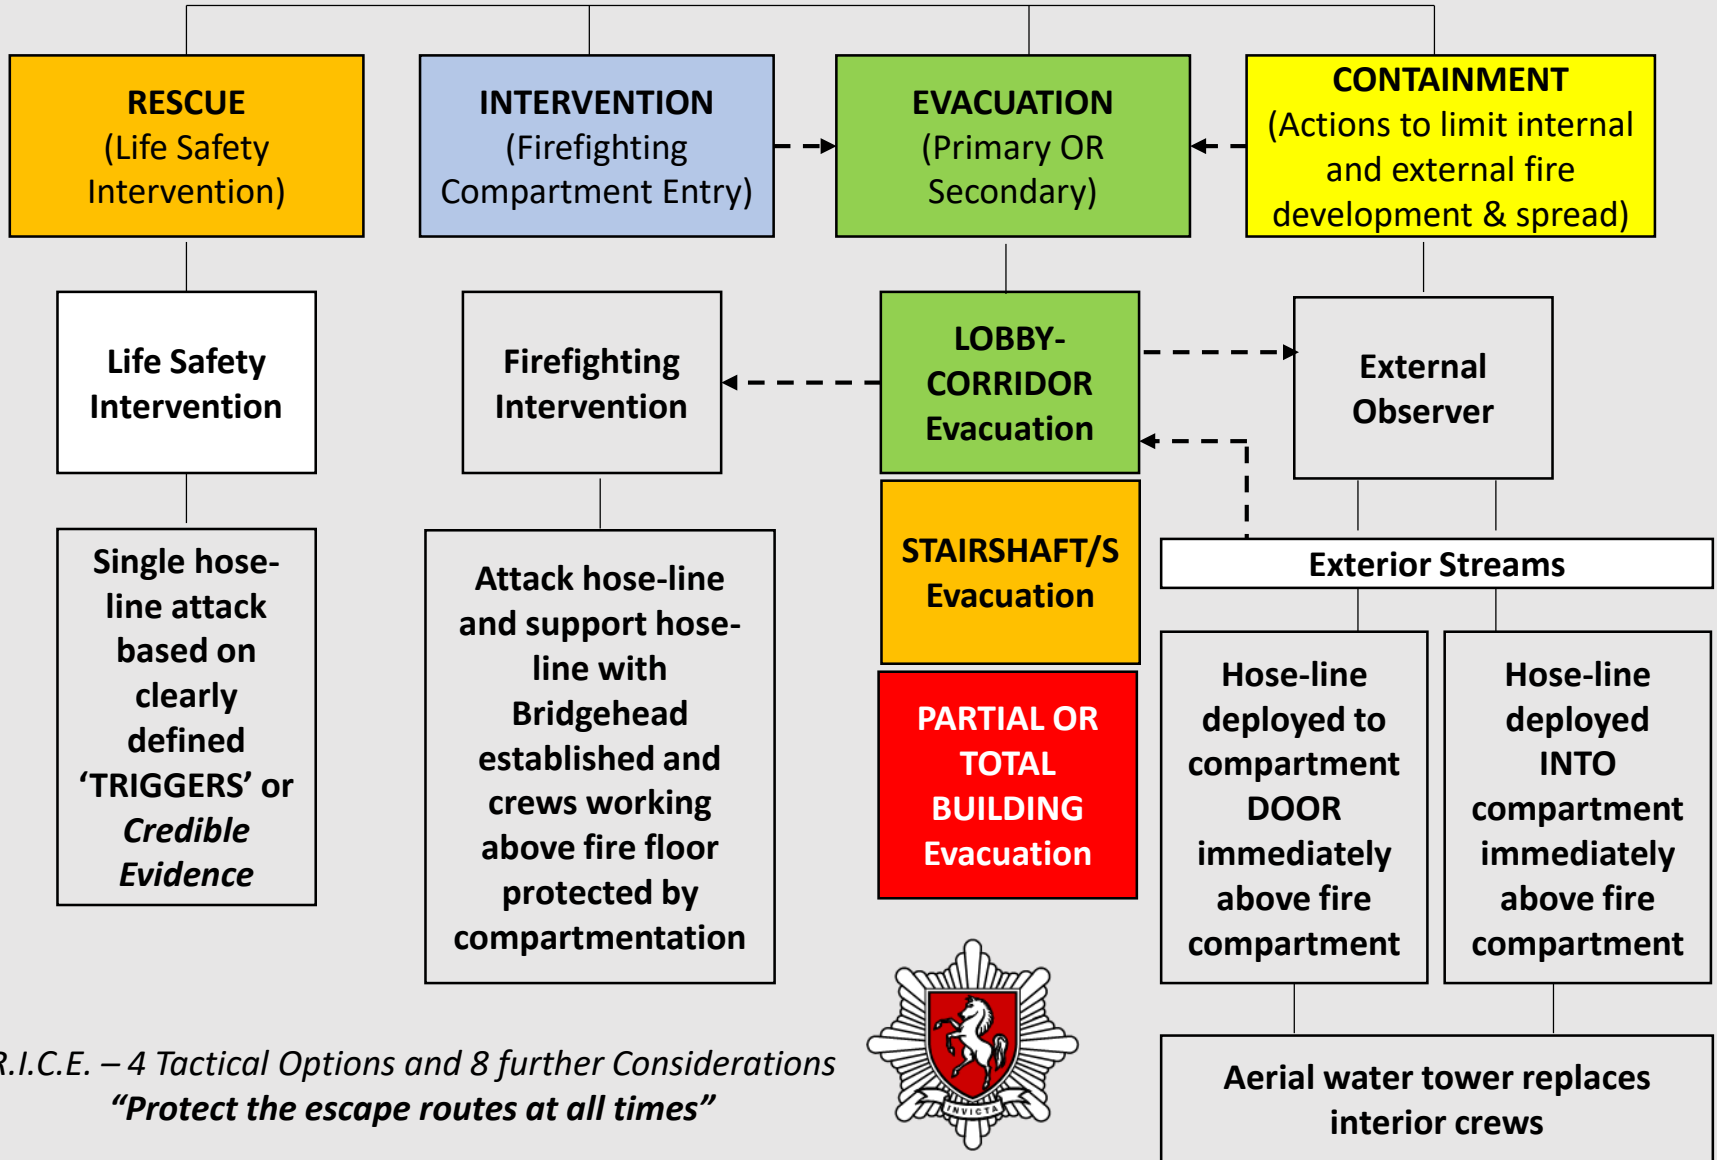 RESCUE
(Life Safety
Intervention)
INTERVENTION
(Firefighting
Compartment Entry)
EVACUATION
(Primary OR
Secondary)
CONTAINMENT
(Actions to limit internal
and external fire
development & spread)
Life Safety
Intervention
Firefighting
Intervention
LOBBY-
CORRIDOR
Evacuation
External
Observer
STAIRSHAFT/S
Evacuation
PARTIAL OR
TOTAL
BUILDING
Evacuation
Exterior Streams
Single hose-
line attack
based on
clearly
defined
‘TRIGGERS’ or
Credible
Evidence
Attack hose-line
and support hose-
line with
Bridgehead
established and
crews working
above fire floor
protected by
compartmentation
Hose-line
deployed to
compartment
DOOR
immediately
above fire
compartment
Hose-line
deployed
INTO
compartment
immediately
above fire
compartment
Aerial water tower replaces
interior crews
R.I.C.E. – 4 Tactical Options and 8 further Considerations
“Protect the escape routes at all times”
INVICTA